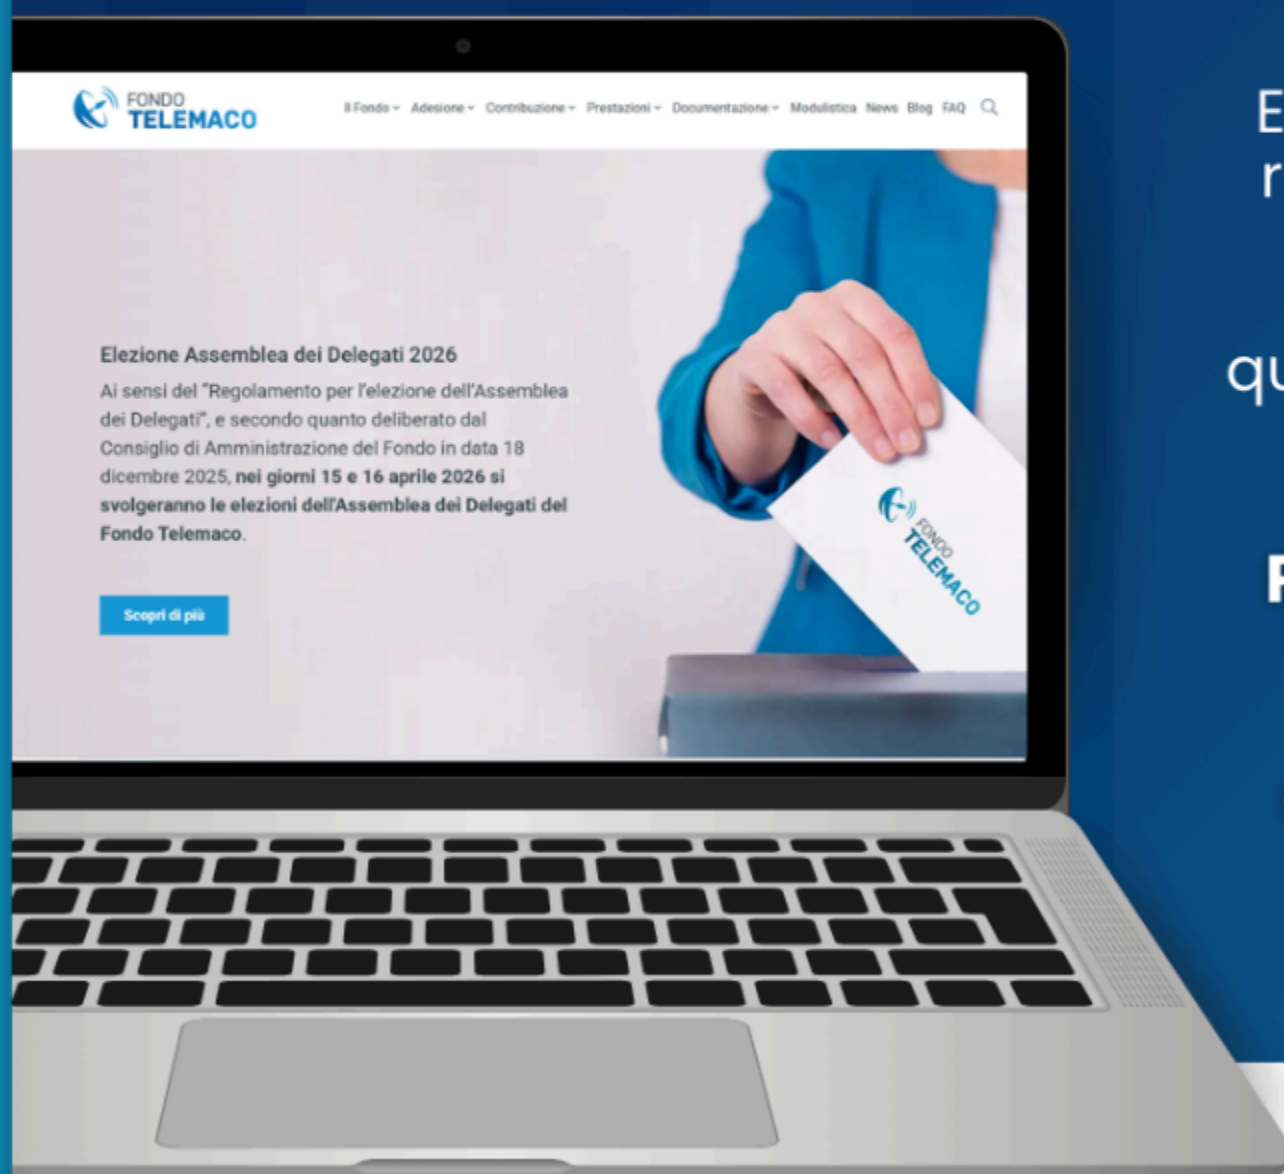 FONDO
TELEMACO
Il Fondo Adesione Contribuzione Prestazioni Documentazione Modulistica News Blog FAQ
Elezione Assemblea dei Delegati 2026
Ai sensi del "Regolamento per l'elezione dell'Assemblea
dei Delegati", e secondo quanto deliberato dal
Consiglio di Amministrazione del Fondo in data 18
dicembre 2025, nei giorni 15 e 16 aprile 2026 si
svolgeranno le elezioni dell'Assemblea dei Delegati del
Fondo Telemaco.
Scopri di più
FONDO
TELEMACO